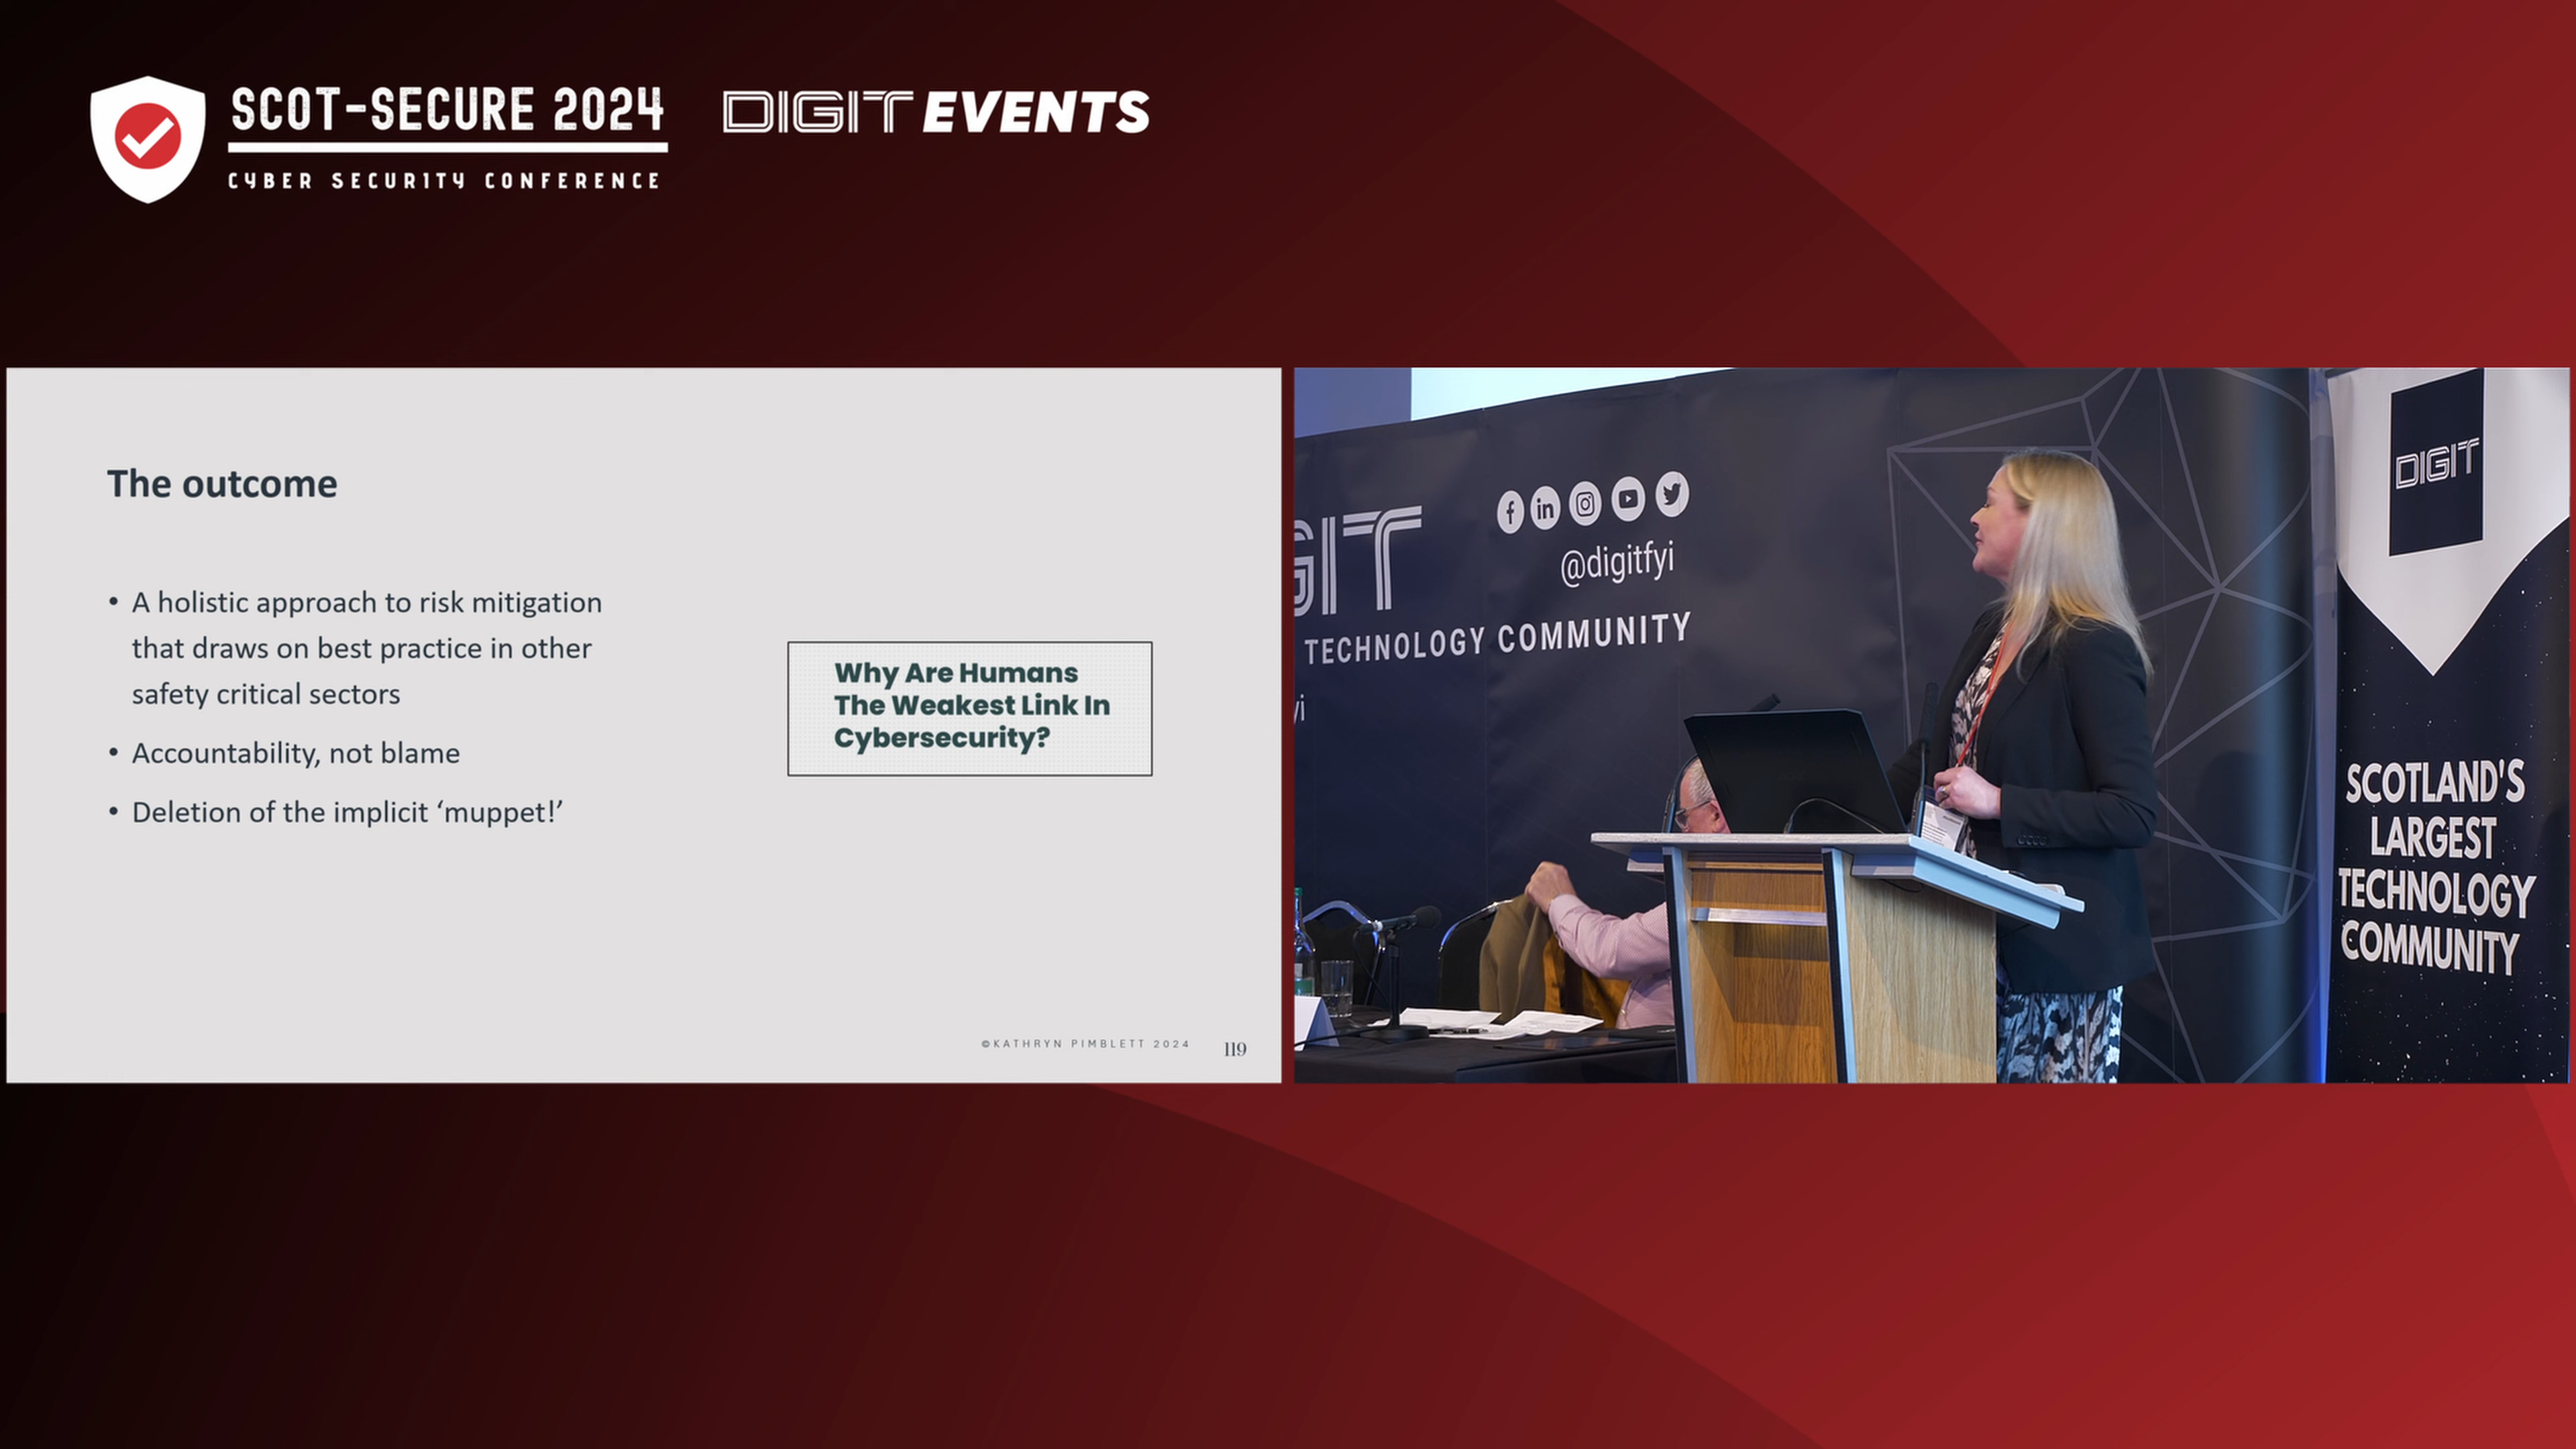 SCOT-SECURE 2024
CYBER SECURITY CONFERENCE
DIGIT EVENTS
The outcome
• A holistic approach to risk mitigation
that draws on best practice in other
safety critical sectors
• Accountability, not blame
• Deletion of the implicit ‘muppet!’
Why Are Humans
The Weakest Link In
Cybersecurity?
©KATHRYN PIMBLETT 2024
119
GIT
@digitfyi
TECHNOLOGY COMMUNITY
yi
DIGIT
SCOTLAND'S
LARGEST
TECHNOLOGY
COMMUNITY